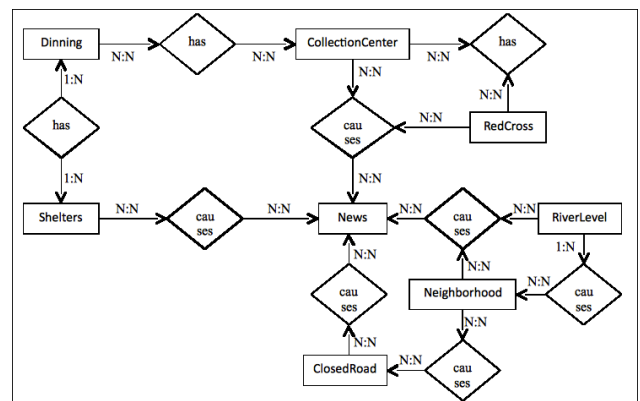 Dinning
has
CollectionCenter
has
N:N
N:N
N:N
N:N
1:N
N:N
N:N
has
cau
ses
N:N
RedCross
1:N
N:N
Shelters
N:N
cau
ses
N:N
News
N:N
cau
ses
N:N
RiverLevel
1:N
N:N
N:N
cau
ses
Neighborhood
N:N
cau
ses
N:N
N:N
ClosedRoad
N:N
cau
ses